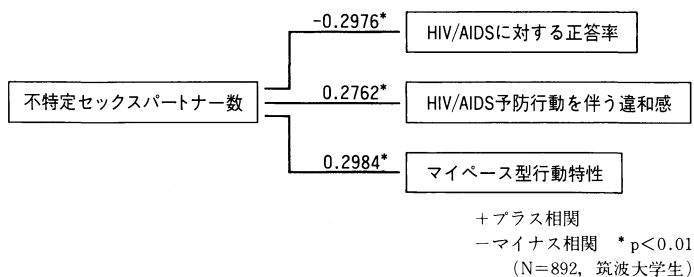 -0.2976*
HIV/AIDSに対する正答率
不特定セックスパートナー数
0.2762*
HIV/AIDS予防行動を伴う違和感
0.2984*
マイペース型行動特性
+プラス相関
-マイナス相関 *p<0.01
(N=892, 筑波大学生)